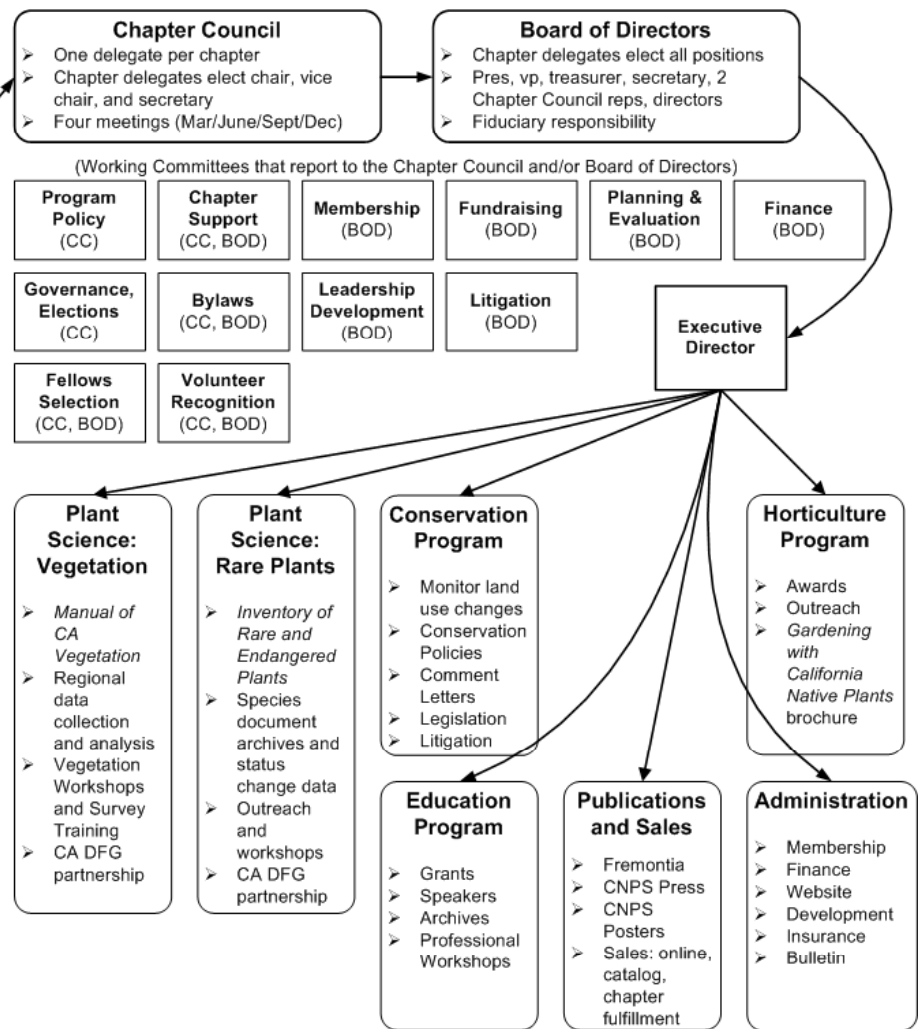 Chapter Council
➢ One delegate per chapter
➢ Chapter delegates elect chair, vice
chair, and secretary
➢ Four meetings (Mar/June/Sept/Dec)
Board of Directors
➢ Chapter delegates elect all positions
➢ Pres, vp, treasurer, secretary, 2
Chapter Council reps, directors
➢ Fiduciary responsibility
(Working Committees that report to the Chapter Council and/or Board of Directors)
Program
Policy
(CC)
Chapter
Support
(CC, BOD)
Membership
(BOD)
Fundraising
(BOD)
Planning &
Evaluation
(BOD)
Finance
(BOD)
Governance,
Elections
(CC)
Bylaws
(CC, BOD)
Leadership
Development
(BOD)
Litigation
(BOD)
Executive
Director
Fellows
Selection
(CC, BOD)
Volunteer
Recognition
(CC, BOD)
Plant
Science:
Vegetation
➢ Manual of
CA
Vegetation
➢ Regional
data
collection
and analysis
➢ Vegetation
Workshops
and Survey
Training
➢ CA DFG
partnership
Plant
Science:
Rare Plants
➢ Inventory of
Rare and
Endangered
Plants
➢ Species
document
archives and
status
change data
➢ Outreach and
workshops
➢ CA DFG
partnership
Conservation
Program
➢ Monitor land
use changes
➢ Conservation
Policies
➢ Comment
Letters
➢ Legislation
➢ Litigation
Horticulture
Program
➢ Awards
➢ Outreach
➢ Gardening
with
California
Native Plants
brochure
Education
Program
➢ Grants
➢ Speakers
➢ Archives
➢ Professional
Workshops
Publications
and Sales
➢ Fremontia
➢ CNPS Press
➢ CNPS
Posters
➢ Sales: online,
catalog,
chapter
fulfillment
Administration
➢ Membership
➢ Finance
➢ Website
➢ Development
➢ Insurance
➢ Bulletin